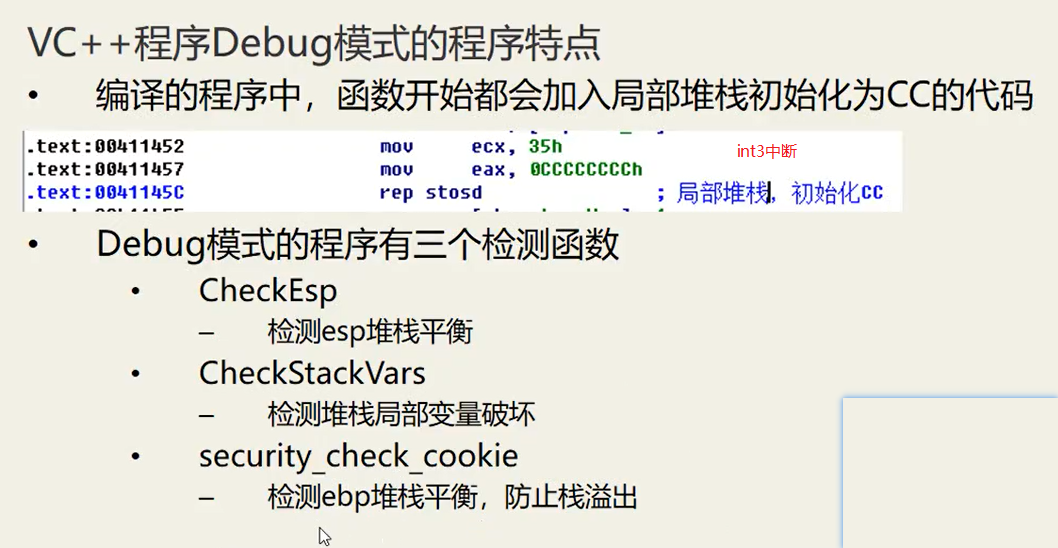 VC++程序Debug模式的程序特点
• 编译的程序中，函数开始都会加入局部堆栈初始化为CC的代码
.text:00411452 mov ecx, 35h
int3中断
.text:00411457 mov eax, 0CCCCCCCCh
.text:0041145C rep stosd ; 局部堆栈，初始化CC
• Debug模式的程序有三个检测函数
• CheckEsp
– 检测esp堆栈平衡
• CheckStackVars
– 检测堆栈局部变量破坏
• security_check_cookie
– 检测ebp堆栈平衡，防止栈溢出